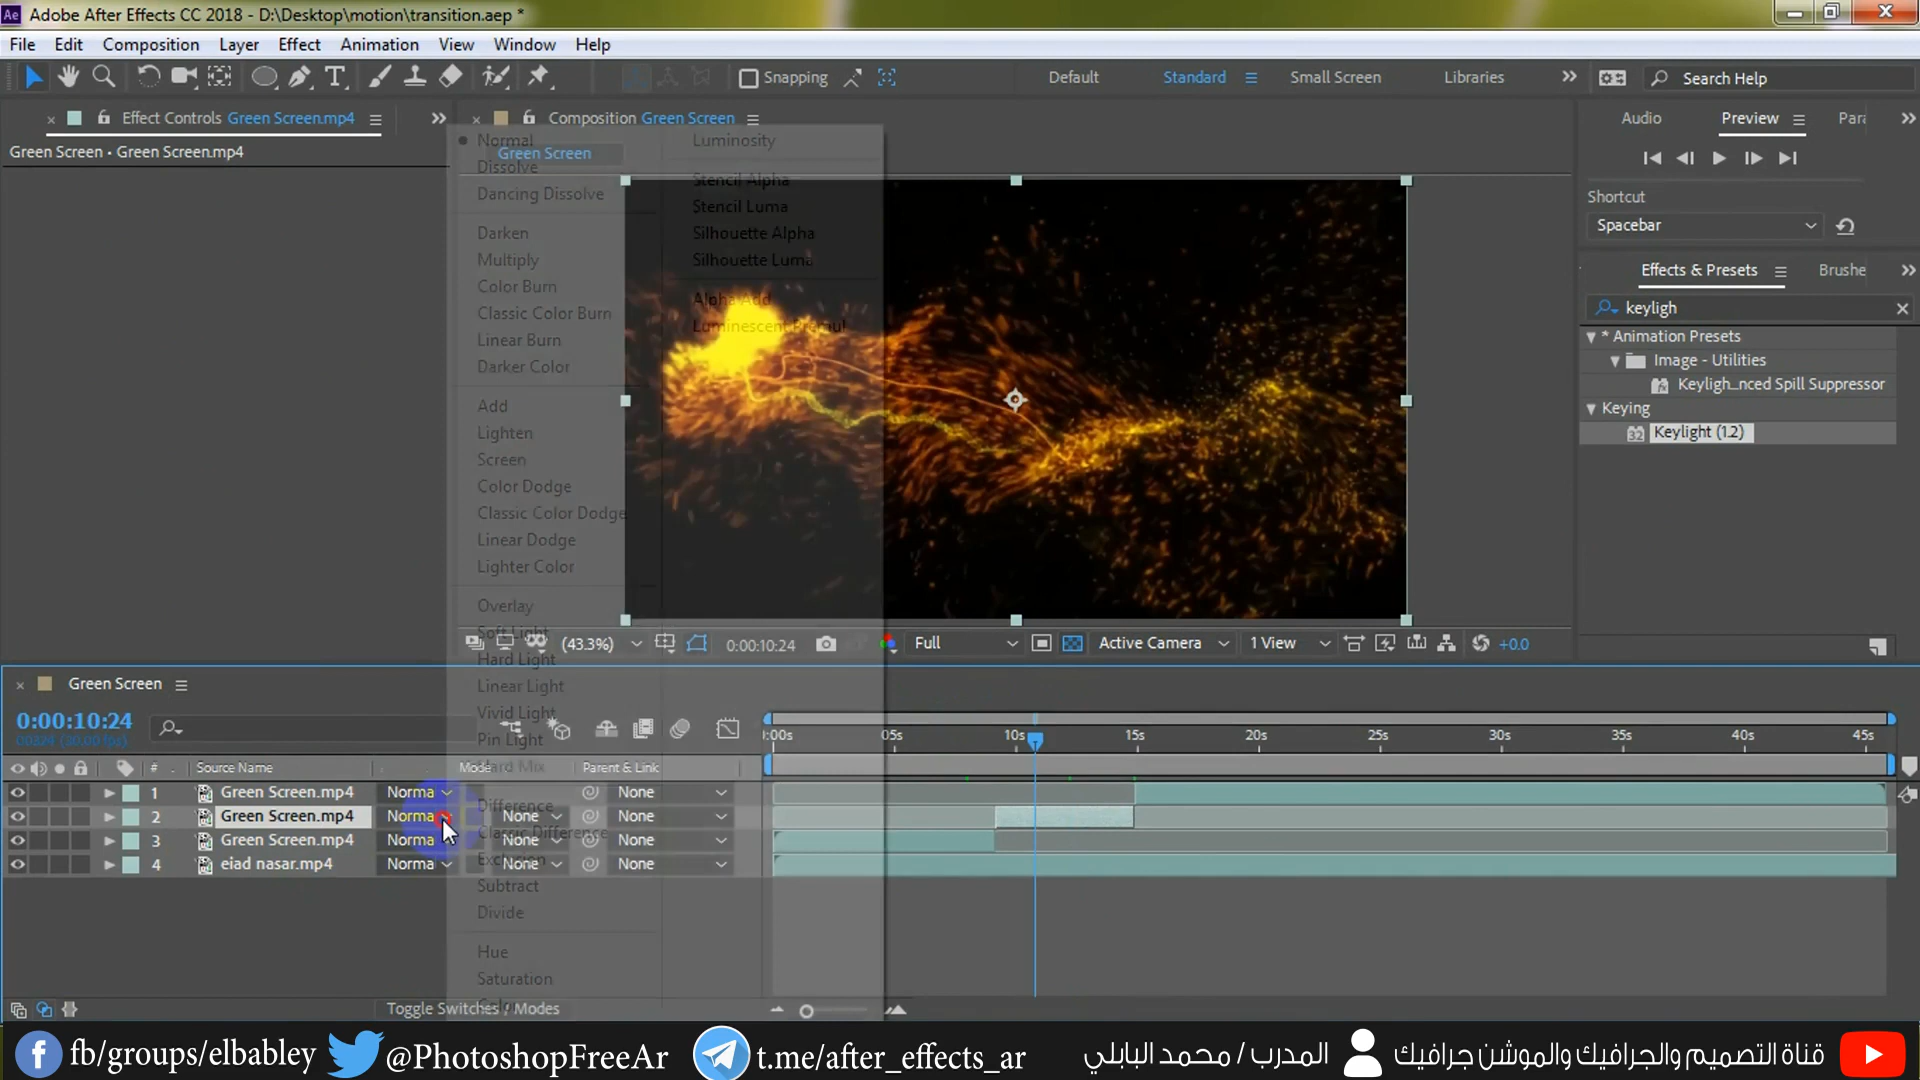 Adobe After Effects CC 2018 - D:\Desktop\motion\transition.aep *
File Edit Composition Layer Effect Animation View Window Help
Snapping Default Standard Small Screen Libraries Search Help
Effect Controls Green Screen.mp4
Composition Green Screen
Audio Preview Para
Green Screen • Green Screen.mp4
Green Screen
Normal
Dissolve
Dancing Dissolve
Darken
Multiply
Color Burn
Classic Color Burn
Linear Burn
Darker Color
Add
Lighten
Screen
Color Dodge
Classic Color Dodge
Linear Dodge
Lighter Color
Overlay
Soft Light
Hard Light
Linear Light
Vivid Light
Pin Light
Hard Mix
Difference
Classic Difference
Exclusion
Subtract
Divide
Hue
Saturation
Color
Luminosity
Stencil Alpha
Stencil Luma
Silhouette Alpha
Silhouette Luma
Alpha Add
Luminescent Premul
Shortcut
Spacebar
Effects & Presets Brushe
keyligh
* Animation Presets
Image - Utilities
Keyligh...nced Spill Suppressor
Keying
32 Keylight (1.2)
(43.3%) 0:00:10:24 Full Active Camera 1 View +0.0
Green Screen
0:00:10:24
00324 (30.00 fps)
:00s 05s 10s 15s 20s 25s 30s 35s 40s 45s
# Source Name Mode Parent & Link
1 Green Screen.mp4 Norma None
2 Green Screen.mp4 Norma None None
3 Green Screen.mp4 Norma None None
4 eiad nasar.mp4 Norma None None
Toggle Switches / Modes
fb/groups/elbabley @PhotoshopFreeAr t.me/after_effects_ar المدرب / محمد البابلي قناة التصميم والجرافيك والموشن جرافيك